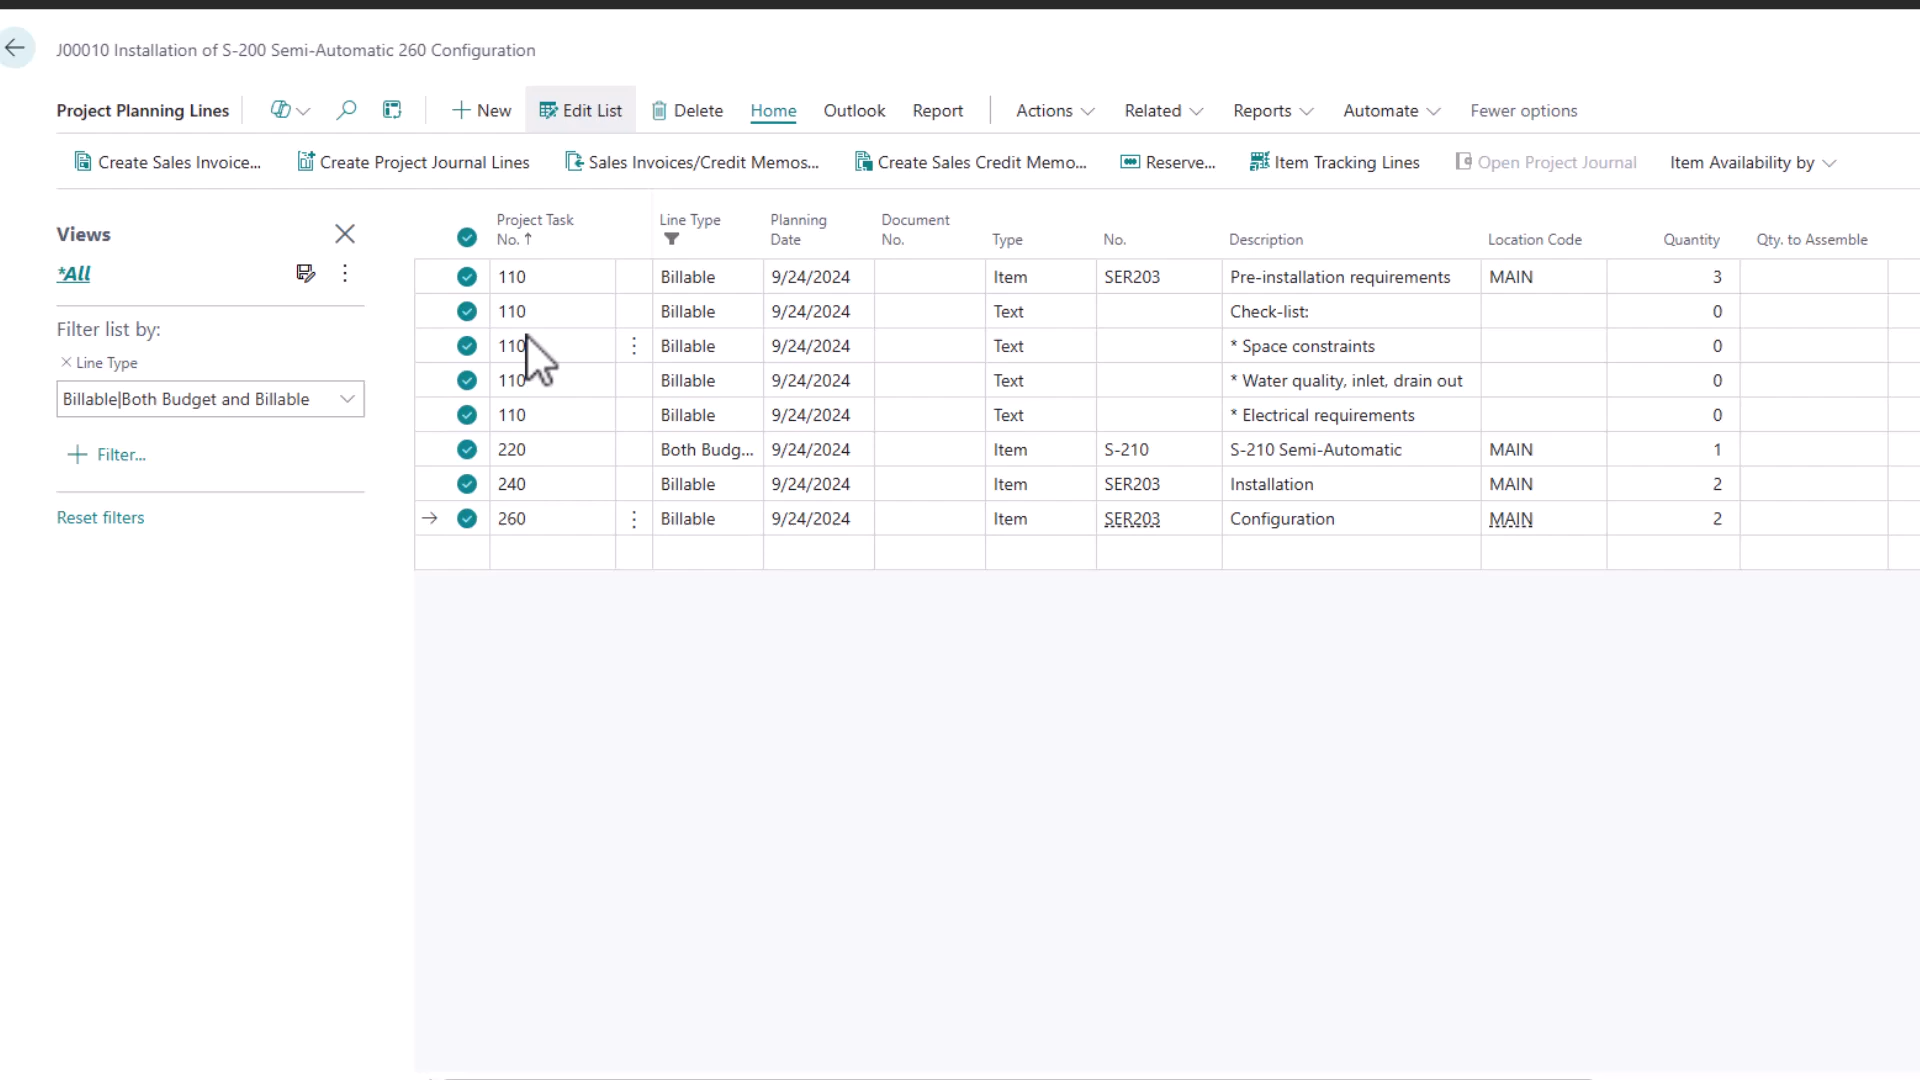 J00010 Installation of S-200 Semi-Automatic 260 Configuration
Project Planning Lines New Edit List Delete Home Outlook Report Actions Related Reports Automate Fewer options
Create Sales Invoice... Create Project Journal Lines Sales Invoices/Credit Memos... Create Sales Credit Memo... Reserve... Item Tracking Lines Open Project Journal Item Availability by
Views
*All
Filter list by:
× Line Type
Billable|Both Budget and Billable
+ Filter...
Reset filters
Project Task No. ↑ Line Type Planning Date Document No. Type No. Description Location Code Quantity Qty. to Assemble
110 Billable 9/24/2024 Item SER203 Pre-installation requirements MAIN 3
110 Billable 9/24/2024 Text Check-list: 0
110 Billable 9/24/2024 Text * Space constraints 0
110 Billable 9/24/2024 Text * Water quality, inlet, drain out 0
110 Billable 9/24/2024 Text * Electrical requirements 0
220 Both Budg... 9/24/2024 Item S-210 S-210 Semi-Automatic MAIN 1
240 Billable 9/24/2024 Item SER203 Installation MAIN 2
260 Billable 9/24/2024 Item SER203 Configuration MAIN 2